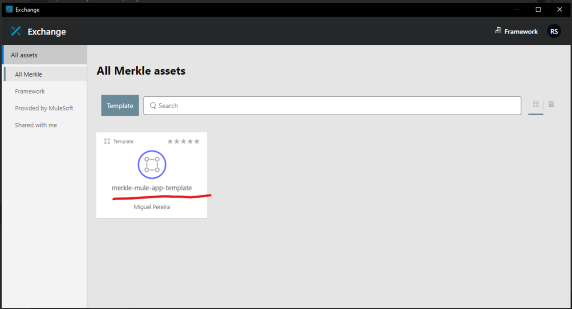 Exchange
Exchange
Framework
RS
All assets
All Merkle
Framework
Provided by MuleSoft
Shared with me
All Merkle assets
Template
Search
Template
merkle-mule-app-template
Miguel Pereira